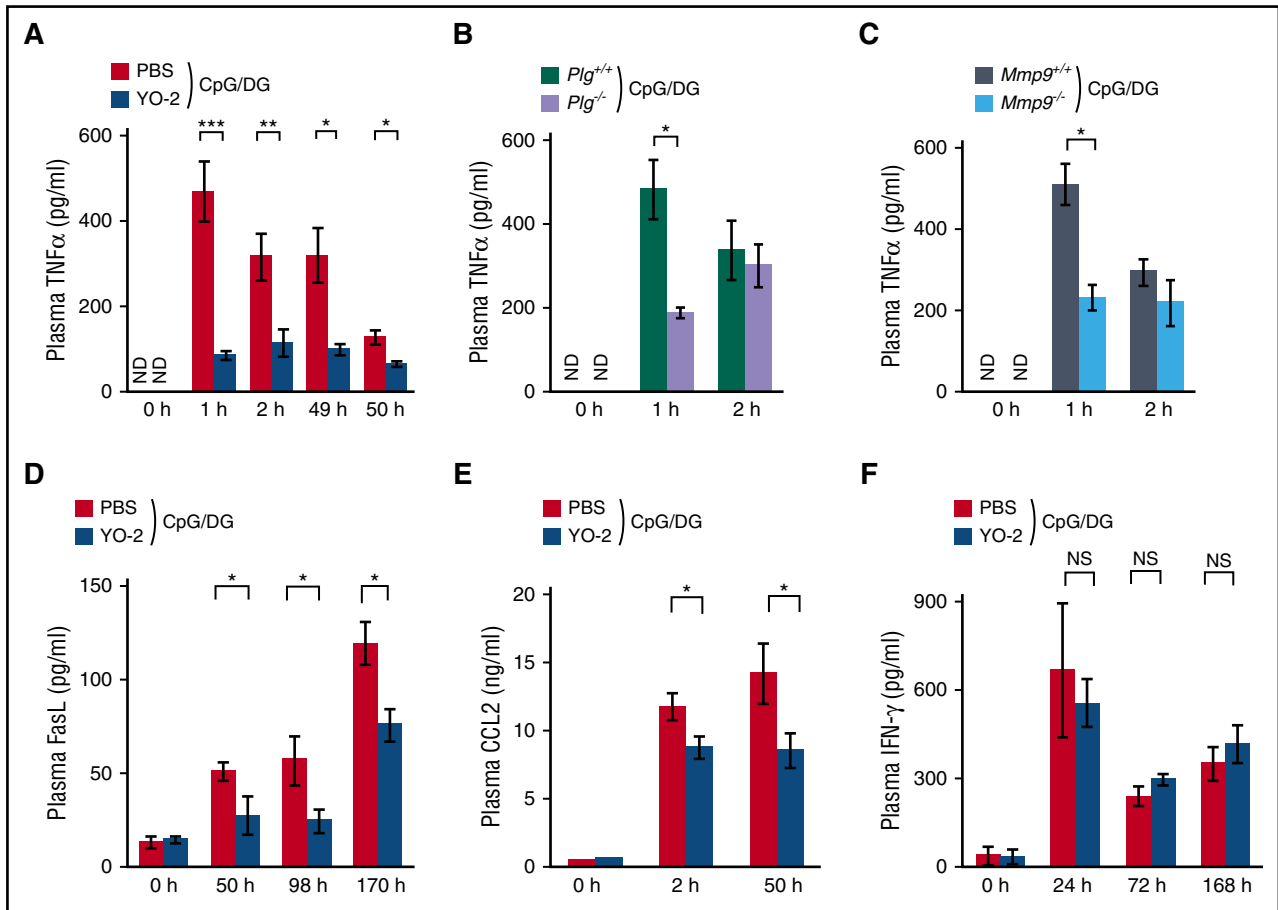 A
PBS
YO-2
CpG/DG
Plasma TNFα (pg/ml)
600
400
200
0
***
**
*
*
ND
ND
0 h
1 h
2 h
49 h
50 h
B
Plg+/+
Plg-/-
CpG/DG
Plasma TNFα (pg/ml)
600
400
200
0
*
ND
ND
0 h
1 h
2 h
C
Mmp9+/+
Mmp9-/-
CpG/DG
Plasma TNFα (pg/ml)
600
400
200
0
*
ND
ND
0 h
1 h
2 h
D
PBS
YO-2
CpG/DG
Plasma FasL (pg/ml)
150
100
50
0
*
*
*
0 h
50 h
98 h
170 h
E
PBS
YO-2
CpG/DG
Plasma CCL2 (ng/ml)
20
15
10
5
0
*
*
0 h
2 h
50 h
F
PBS
YO-2
CpG/DG
Plasma IFN-γ (pg/ml)
900
600
300
0
NS
NS
NS
0 h
24 h
72 h
168 h